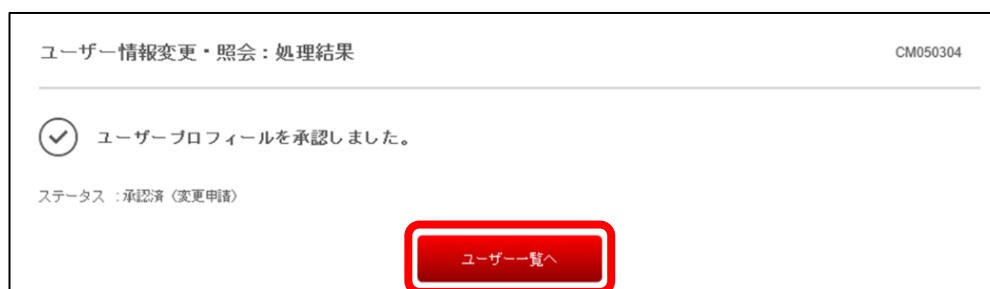 ユーザー情報変更・照会：処理結果
CM050304
ユーザープロフィールを承認しました。
ステータス ：承認済（変更申請）
ユーザー一覧へ